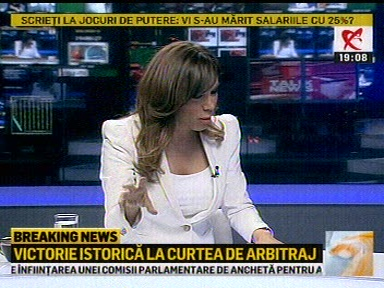 SCRIEȚI LA JOCURI DE PUTERE: VI S-AU MĂRIT SALARIILE CU 25%?
19:08
News
BREAKING NEWS
VICTORIE ISTORICĂ LA CURTEA DE ARBITRAJ
E ÎNFIINȚAREA UNEI COMISII PARLAMENTARE DE ANCHETĂ PENTRU A